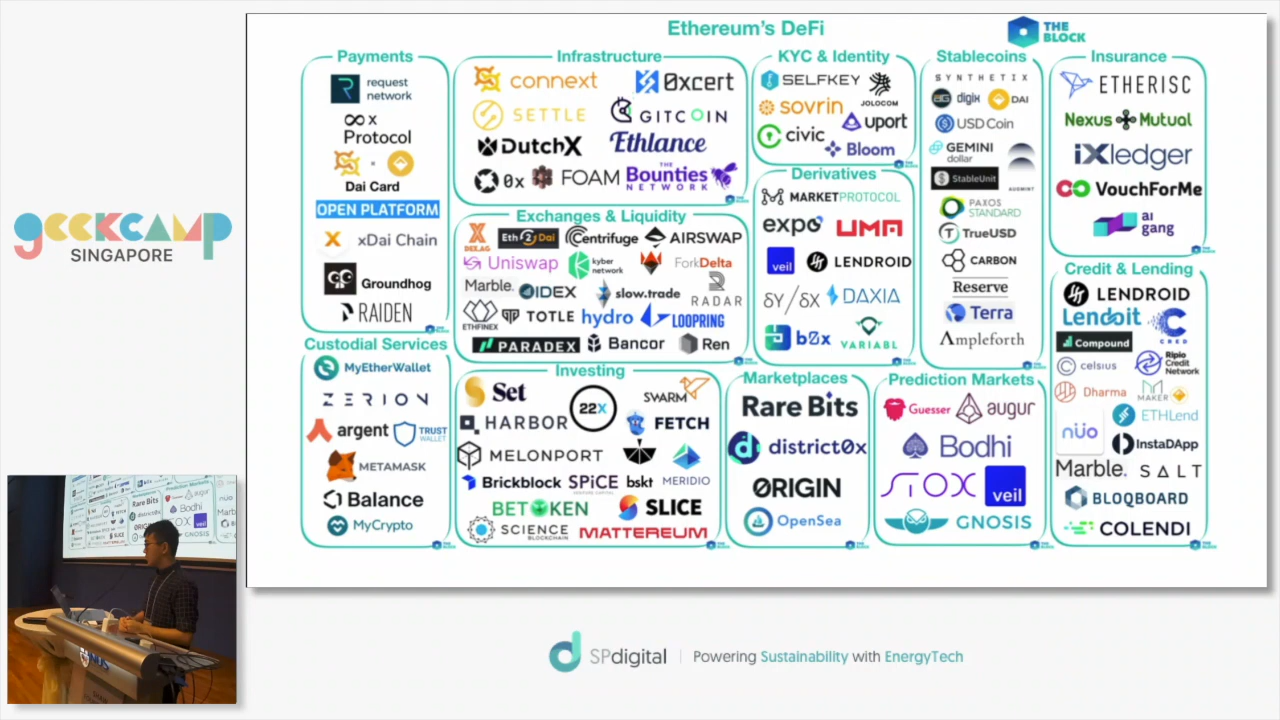 Ethereum's DeFi
THE BLOCK
Payments
request network
X Protocol
Dai Card
OPEN PLATFORM
xDai Chain
Groundhog
RAIDEN
Infrastructure
connext
0xcert
SETTLE
GITCOIN
DutchX
Ethlance
0x
FOAM
THE Bounties NETWORK
KYC & Identity
SELFKEY
JOLOCOM
sovrin
civic
uport
Bloom
Stablecoins
SYNTHETIX
digix
DAI
USD Coin
GEMINI dollar
AUGMINT
StableUnit
PAXOS STANDARD
TrueUSD
CARBON
Reserve
Terra
Ampleforth
Insurance
ETHERISC
Nexus Mutual
iXledger
VouchForMe
ai gang
Exchanges & Liquidity
DEX.AG
Eth2Dai
Centrifuge
AIRSWAP
Uniswap
kyber network
ForkDelta
Marble.
IDEX
slow.trade
RADAR
ETHFINEX
TOTLE
hydro
LOOPRING
PARADEX
Bancor
Ren
Derivatives
MARKETPROTOCOL
expo
UMA
veil
LENDROID
dY/dX
DAXIA
b0x
VARIABL
Credit & Lending
LENDROID
Lendoit
CRED
Compound
celsius
Ripio Credit Network
Dharma
MAKER
ETHLend
nüo
InstaDApp
Marble.
SALT
BLOQBOARD
COLENDI
Custodial Services
MyEtherWallet
ZERION
argent
TRUST WALLET
METAMASK
Balance
MyCrypto
Investing
Set
22X
SWARM
HARBOR
FETCH
MELONPORT
Brickblock
SPiCE VENTURE CAPITAL
bskt
MERIDIO
BETOKEN
SLICE
SCIENCE BLOCKCHAIN
MATTEREUM
Marketplaces
Rare Bits
district0x
0RIGIN
OpenSea
Prediction Markets
Guesser
augur
Bodhi
STOX
veil
GNOSIS
geekcamp
SINGAPORE
SPdigital
Powering Sustainability with EnergyTech